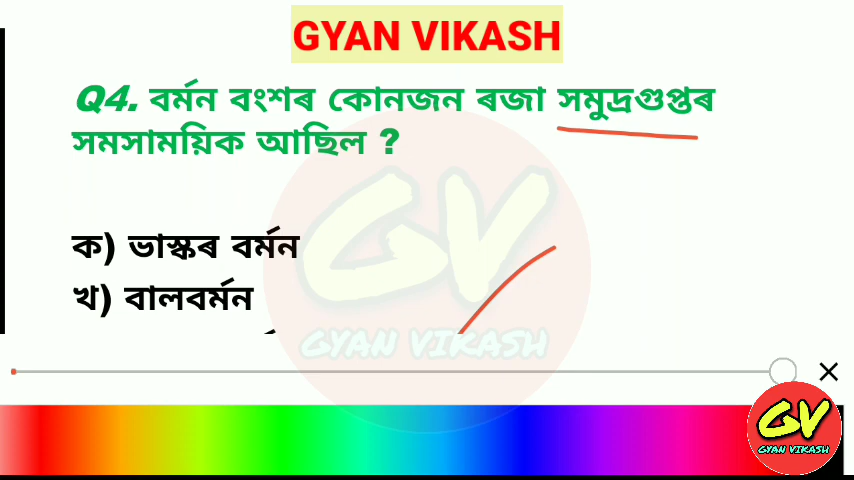 GYAN VIKASH
Q4. বৰ্মন বংশৰ কোনজন ৰজা সমুদ্ৰগুপ্তৰ
সমসাময়িক আছিল ?
GV
ক) ভাস্কৰ বৰ্মন
খ) বালবৰ্মন
GYAN VIKASH
GV
GYAN VIKASH